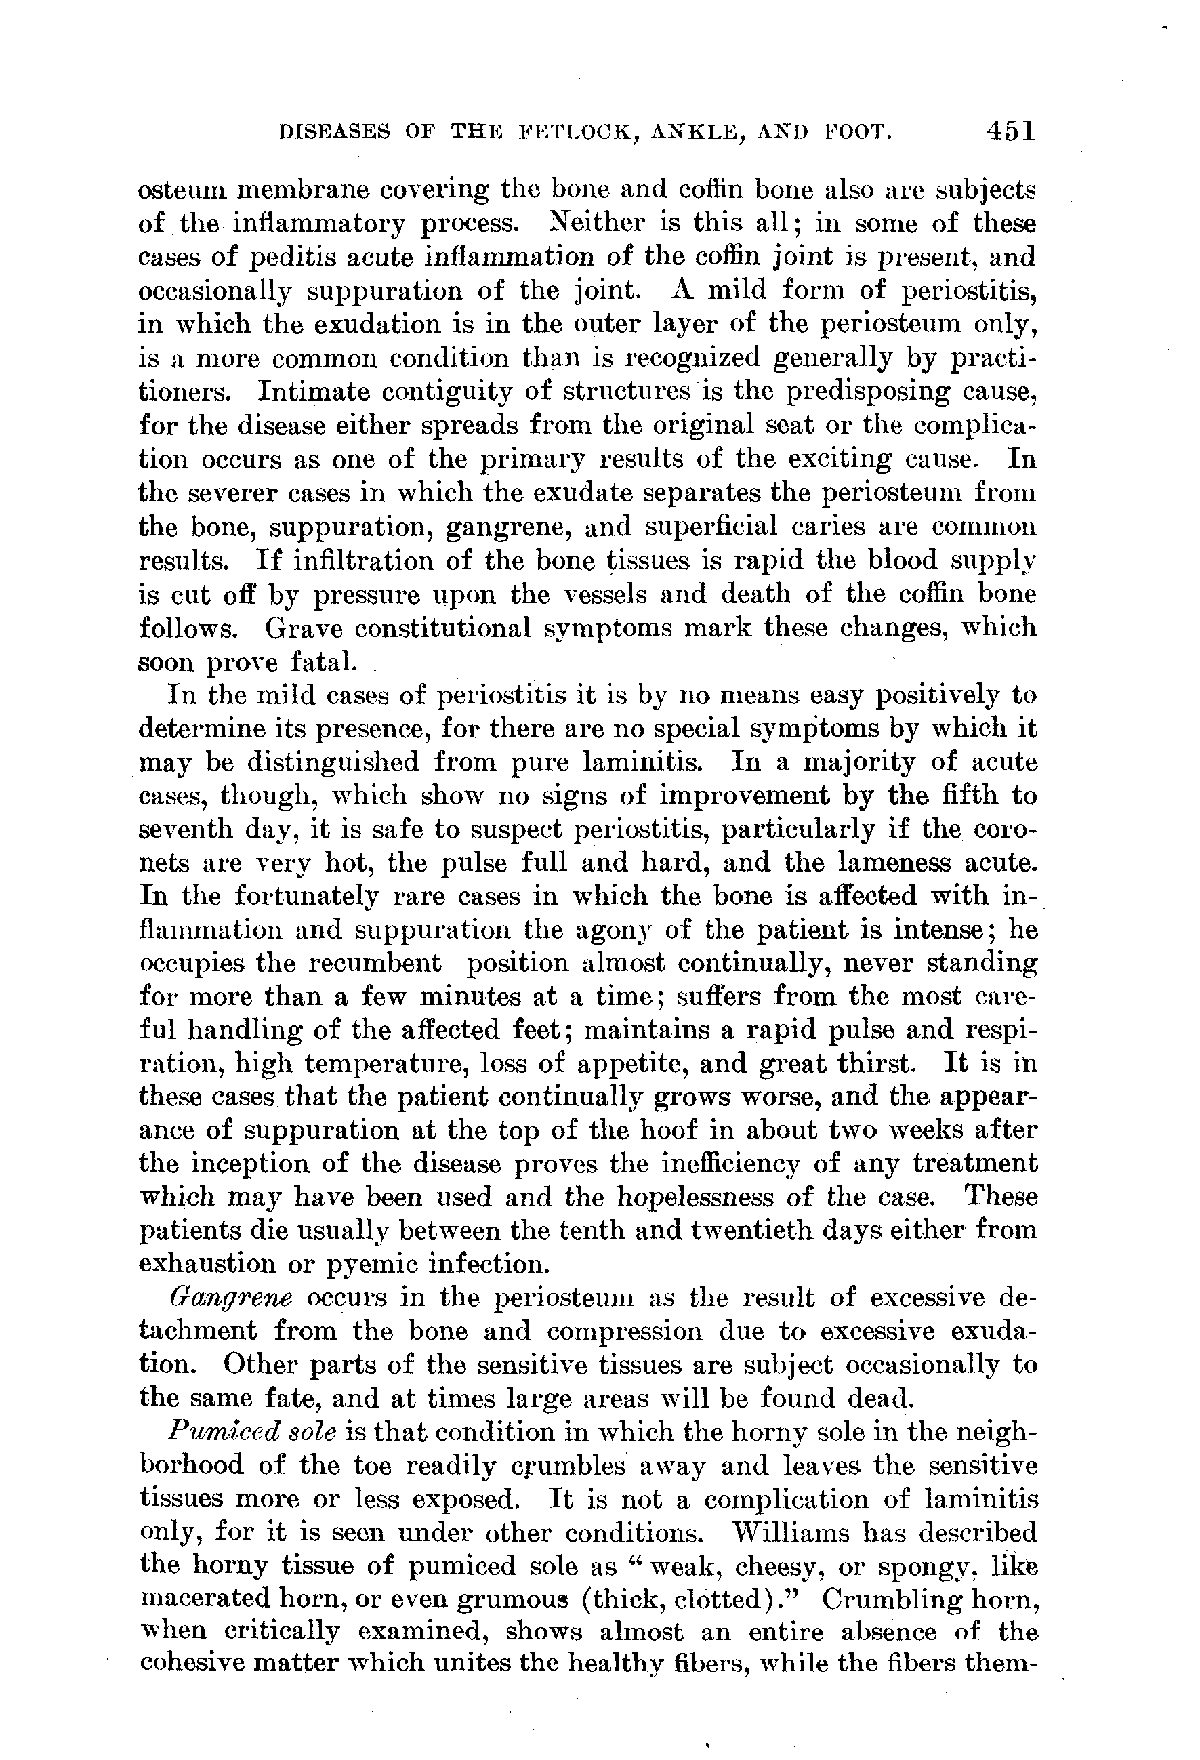 DISEASES OF THE FETLOCK, ANKLE, AND FOOT. 451
osteum membrane covering the bone and coffin bone also are subjects
of the inflammatory process. Neither is this all; in some of these
cases of peditis acute inflammation of the coffin joint is present, and
occasionally suppuration of the joint. A mild form of periostitis,
in which the exudation is in the outer layer of the periosteum only,
is a more common condition than is recognized generally by practi-
tioners. Intimate contiguity of structures is the predisposing cause,
for the disease either spreads from the original seat or the complica-
tion occurs as one of the primary results of the exciting cause. In
the severer cases in which the exudate separates the periosteum from
the bone, suppuration, gangrene, and superficial caries are common
results. If infiltration of the bone tissues is rapid the blood supply
is cut off by pressure upon the vessels and death of the coffin bone
follows. Grave constitutional symptoms mark these changes, which
soon prove fatal.
In the mild cases of periostitis it is by no means easy positively to
determine its presence, for there are no special symptoms by which it
may be distinguished from pure laminitis. In a majority of acute
cases, though, which show no signs of improvement by the fifth to
seventh day, it is safe to suspect periostitis, particularly if the coro-
nets are very hot, the pulse full and hard, and the lameness acute.
In the fortunately rare cases in which the bone is affected with in-
flammation and suppuration the agony of the patient is intense; he
occupies the recumbent position almost continually, never standing
for more than a few minutes at a time; suffers from the most care-
ful handling of the affected feet; maintains a rapid pulse and respi-
ration, high temperature, loss of appetite, and great thirst. It is in
these cases that the patient continually grows worse, and the appear-
ance of suppuration at the top of the hoof in about two weeks after
the inception of the disease proves the inefficiency of any treatment
which may have been used and the hopelessness of the case. These
patients die usually between the tenth and twentieth days either from
exhaustion or pyemic infection.
Gangrene occurs in the periosteum as the result of excessive de-
tachment from the bone and compression due to excessive exuda-
tion. Other parts of the sensitive tissues are subject occasionally to
the same fate, and at times large areas will be found dead.
Pumiced sole is that condition in which the horny sole in the neigh-
borhood of the toe readily crumbles away and leaves the sensitive
tissues more or less exposed. It is not a complication of laminitis
only, for it is seen under other conditions. Williams has described
the horny tissue of pumiced sole as “weak, cheesy, or spongy, like
macerated horn, or even grumous (thick, clotted).” Crumbling horn,
when critically examined, shows almost an entire absence of the
cohesive matter which unites the healthy fibers, while the fibers them-